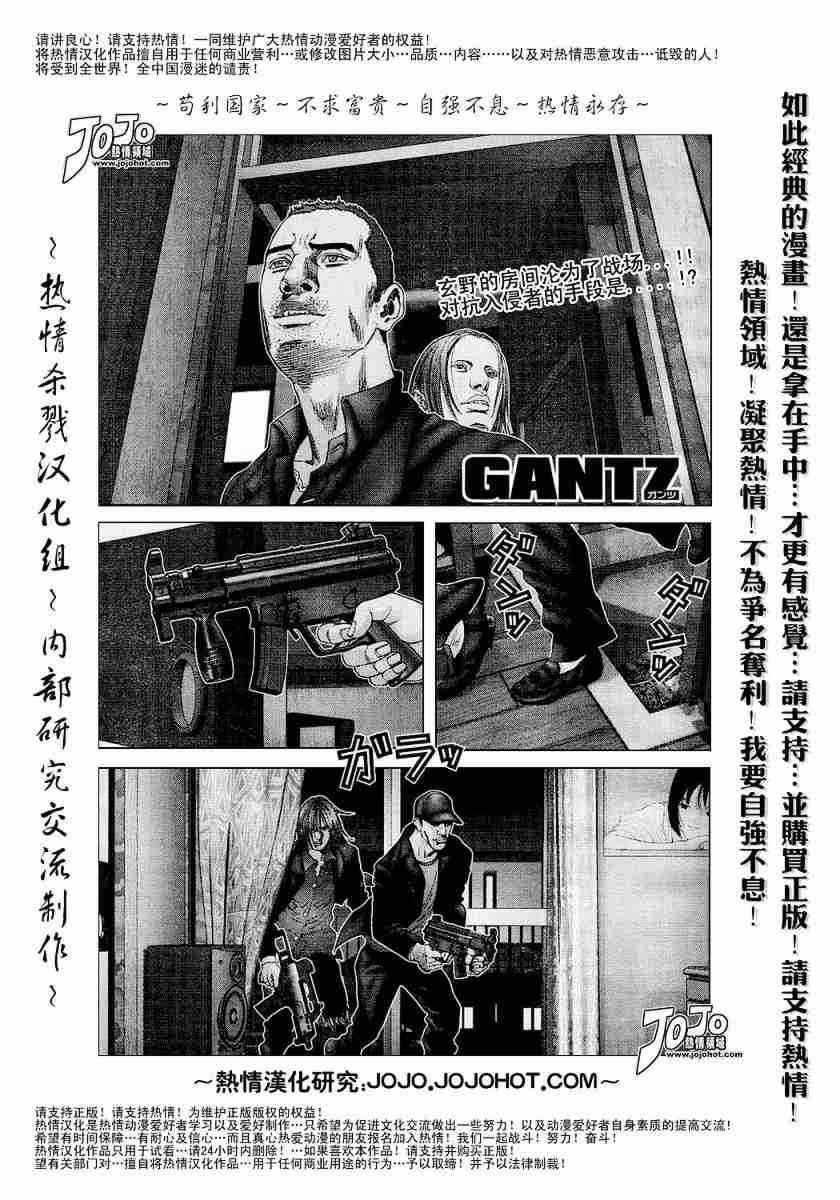 请讲良心！请支持热情！一同维护广大热情动漫爱好者的权益！
将热情汉化作品擅自用于任何商业营利…或修改图片大小…品质…内容……以及对热情恶意攻击…诋毁的人！
将受到全世界！全中国漫迷的谴责！
～苟利国家～不求富贵～自强不息～热情永存～
JOJO
熱情領域
www.jojohot.com
如此經典的漫畫！還是拿在手中…才更有感覺…請支持…並購買正版！請支持熱情！
熱情領域！凝聚熱情！不為爭名奪利！我要自強不息！
～热情杀戮汉化组～内部研究交流制作～
玄野的房间沦为了战场...!!
对抗入侵者的手段是.....!?
GANTZ
ガンツ
ガラッ
JOJO
熱情領域
www.jojohot.com
～熱情漢化研究:JOJO.JOJOHOT.COM～
请支持正版！请支持热情！为维护正版版权的权益！
热情汉化是热情动漫爱好者学习以及爱好制作…只希望为促进文化交流做出一些努力！以及动漫爱好者自身素质的提高交流！
希望有时间保障…有耐心及信心…而且真心热爱动漫的朋友报名加入热情！我们一起战斗！努力！奋斗！
热情汉化作品只用于试看…请24小时内删除！…如果喜欢本作品！请支持并购买正版！
望有关部门对…擅自将热情汉化作品…用于任何商业用途的行为…予以取缔！并予以法律制裁！